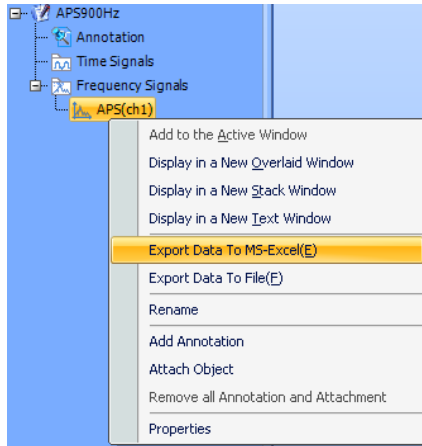 APS900Hz
Annotation
Time Signals
Frequency Signals
APS(ch1)
Add to the Active Window
Display in a New Overlaid Window
Display in a New Stack Window
Display in a New Text Window
Export Data To MS-Excel(E)
Export Data To File(F)
Rename
Add Annotation
Attach Object
Remove all Annotation and Attachment
Properties